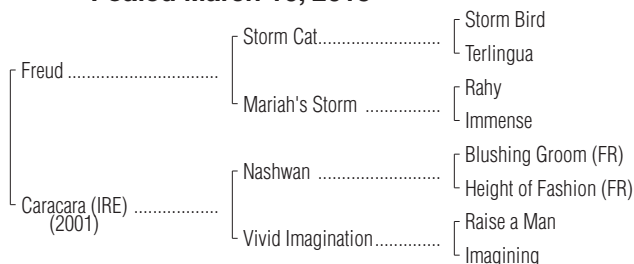 Foaled March
Storm Bird
Storm Cat
Terlingua
Freud
Rahy
Mariah's Storm
Immense
Blushing Groom (FR)
Nashwan
Height of Fashion (FR)
Caracara (IRE)
(2001)
Raise a Man
Vivid Imagination
Imagining